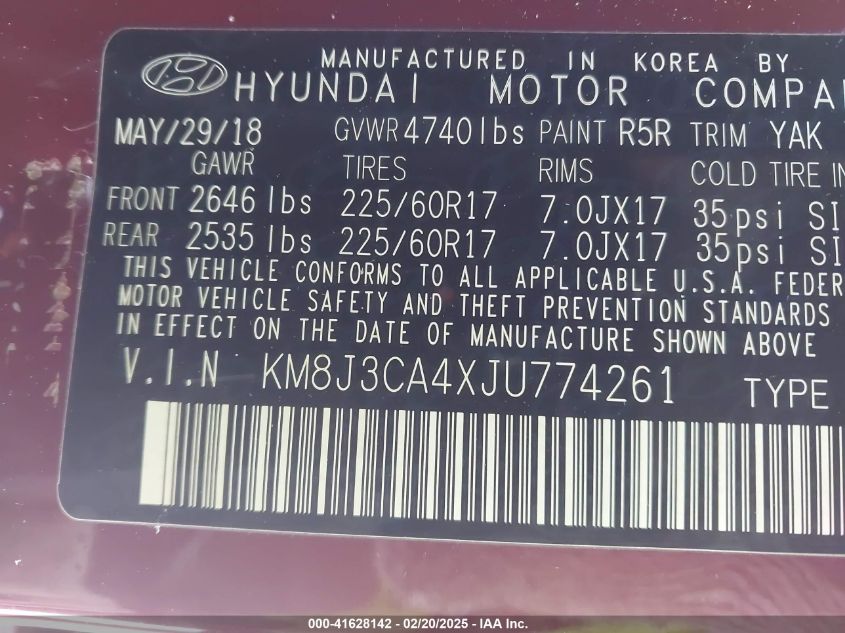 MANUFACTURED IN KOREA BY
HYUNDAI MOTOR COMPA
MAY/29/18 GVWR 4740 lbs PAINT R5R TRIM YAK
GAWR TIRES RIMS COLD TIRE IN
FRONT 2646 lbs 225/60R17 7.0JX17 35psi SI
REAR 2535 lbs 225/60R17 7.0JX17 35psi SI
THIS VEHICLE CONFORMS TO ALL APPLICABLE U.S.A. FEDER
MOTOR VEHICLE SAFETY AND THEFT PREVENTION STANDARDS
IN EFFECT ON THE DATE OF MANUFACTURE SHOWN ABOVE
V.I.N KM8J3CA4XJU774261 TYPE
000-41628142 — 02/20/2025 — IAA Inc.